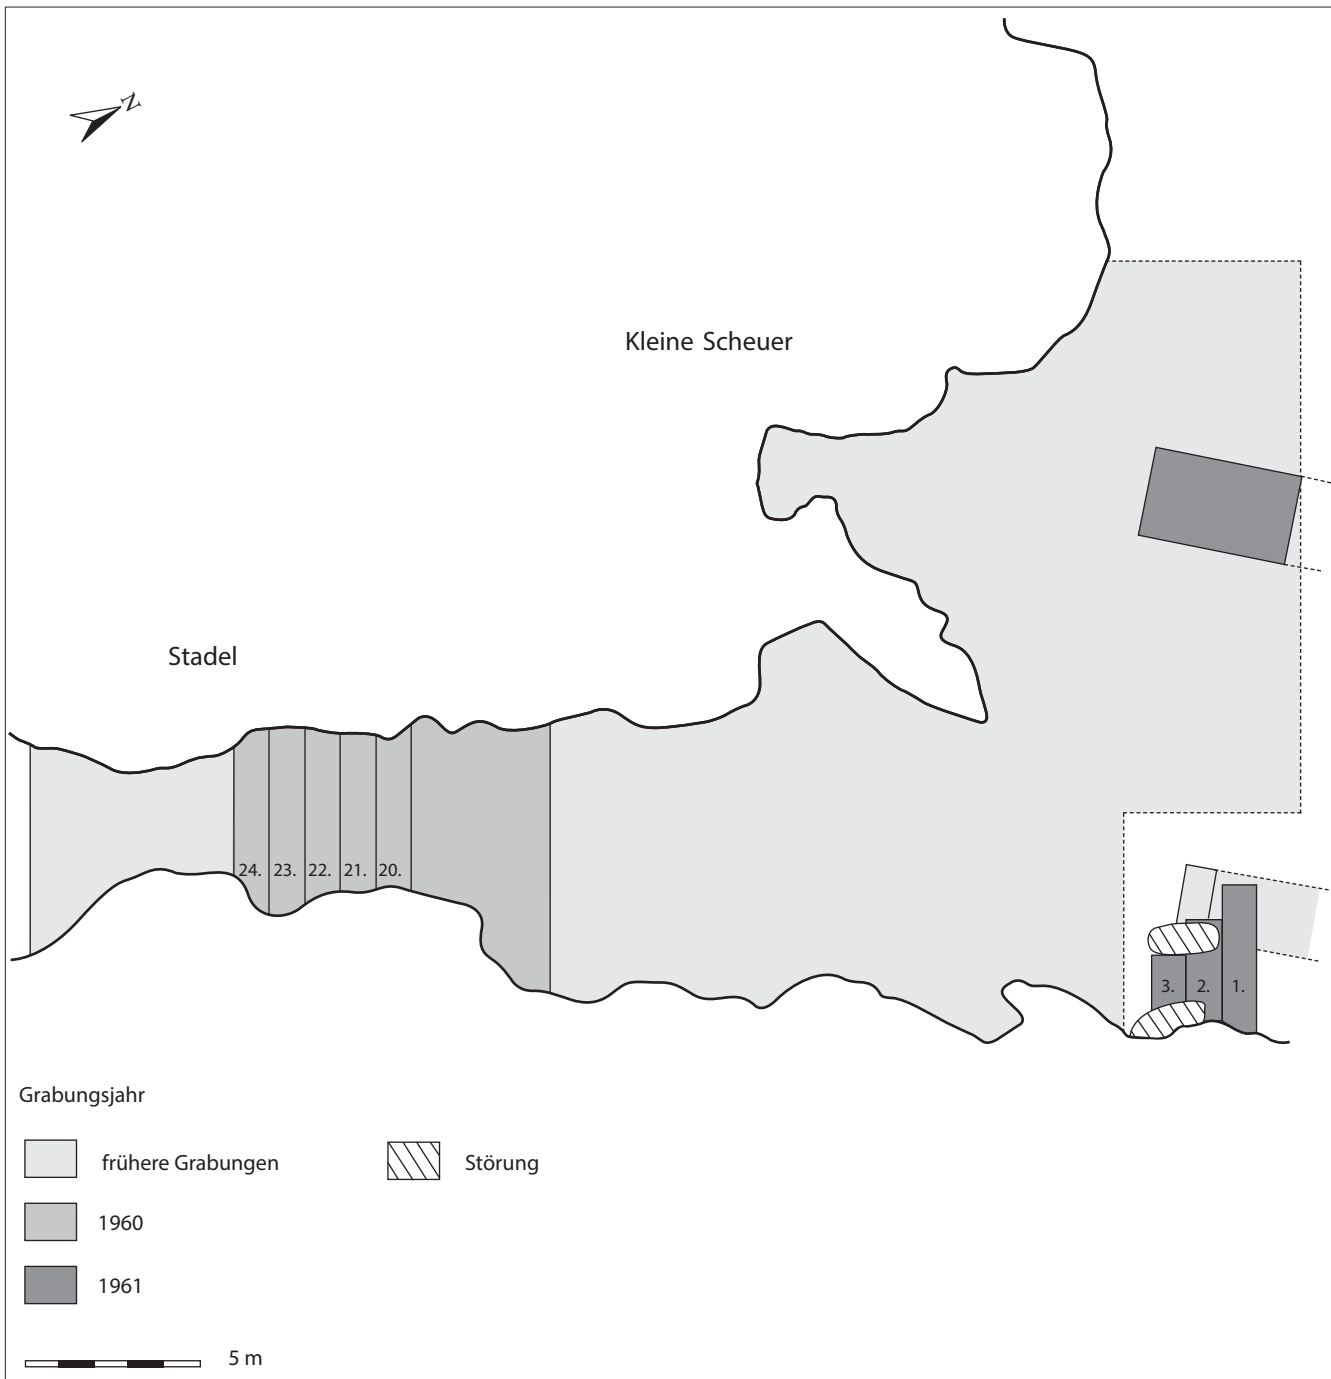 N
Kleine Scheuer
Stadel
24. 23. 22. 21. 20.
3. 2. 1.
Grabungsjahr
frühere Grabungen
Störung
1960
1961
5 m